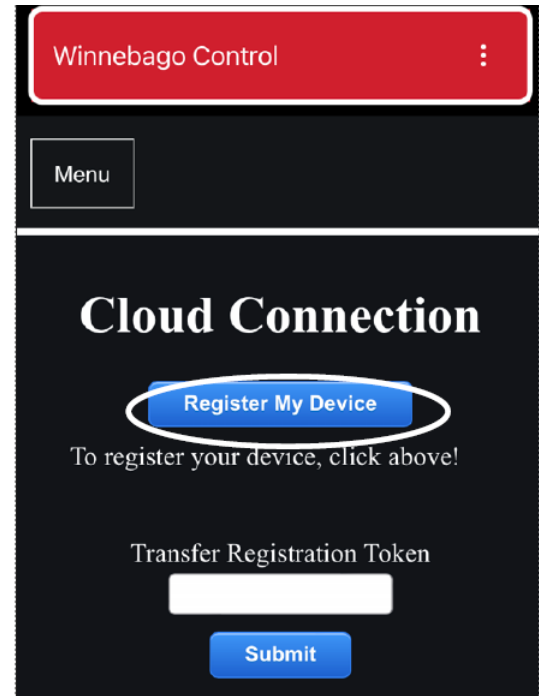 Winnebago Control
Menu
Cloud Connection
Register My Device
To register your device, click above!
Transfer Registration Token
Submit